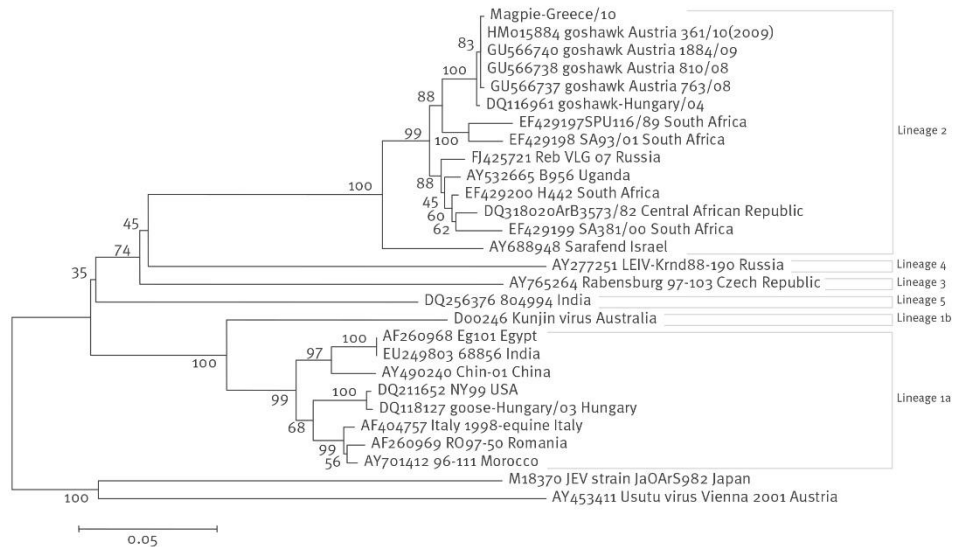 Magpie-Greece/10
HM015884 goshawk Austria 361/10(2009)
83
GU566740 goshawk Austria 1884/09
GU566738 goshawk Austria 810/08
100
GU566737 goshawk Austria 763/08
88
DQ116961 goshawk-Hungary/04
EF429197SPU116/89 South Africa
99
100
EF429198 SA93/01 South Africa
Lineage 2
FJ425721 Reb VLG 07 Russia
88
AY532665 B956 Uganda
100
EF429200 H442 South Africa
45
DQ318020ArB3573/82 Central African Republic
60
62
EF429199 SA381/00 South Africa
45
AY688948 Sarafend Israel
74
AY277251 LEIV-Krnd88-190 Russia
Lineage 4
35
AY765264 Rabensburg 97-103 Czech Republic
Lineage 3
DQ256376 804994 India
Lineage 5
D00246 Kunjin virus Australia
Lineage 1b
100
AF260968 Eg101 Egypt
100
97
EU249803 68856 India
AY490240 Chin-01 China
99
100
DQ211652 NY99 USA
Lineage 1a
DQ118127 goose-Hungary/03 Hungary
68
AF404757 Italy 1998-equine Italy
99
AF260969 RO97-50 Romania
56
AY701412 96-111 Morocco
M18370 JEV strain JaOArS982 Japan
100
AY453411 Usutu virus Vienna 2001 Austria
0.05